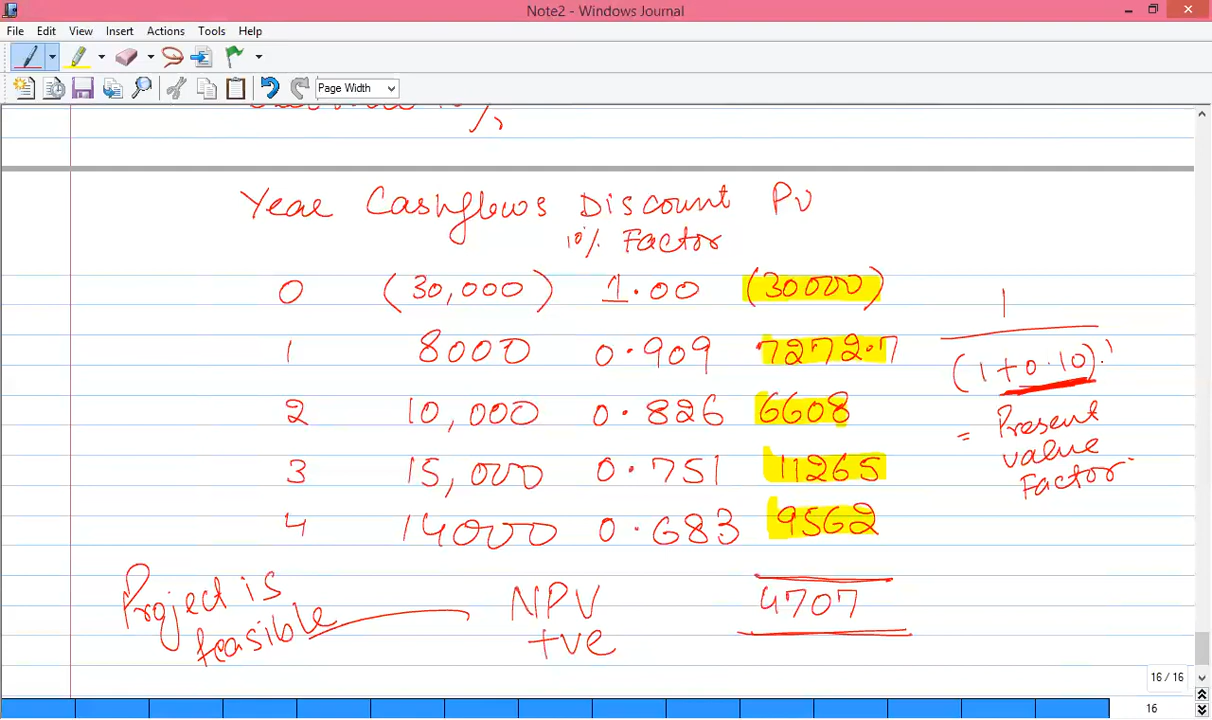 Note2 - Windows Journal
File Edit View Insert Actions Tools Help
Page Width
Year Cashflows Discount Pv
10% Factor
0 (30,000) 1.00 (30000)
1 8000 0.909 7272.7
2 10,000 0.826 6608
3 15,000 0.751 11265
4 14000 0.683 9562
1
(1+0.10)1
= Present
value
Factor
Project is
feasible
NPV 4707
+ve
16 / 16
16